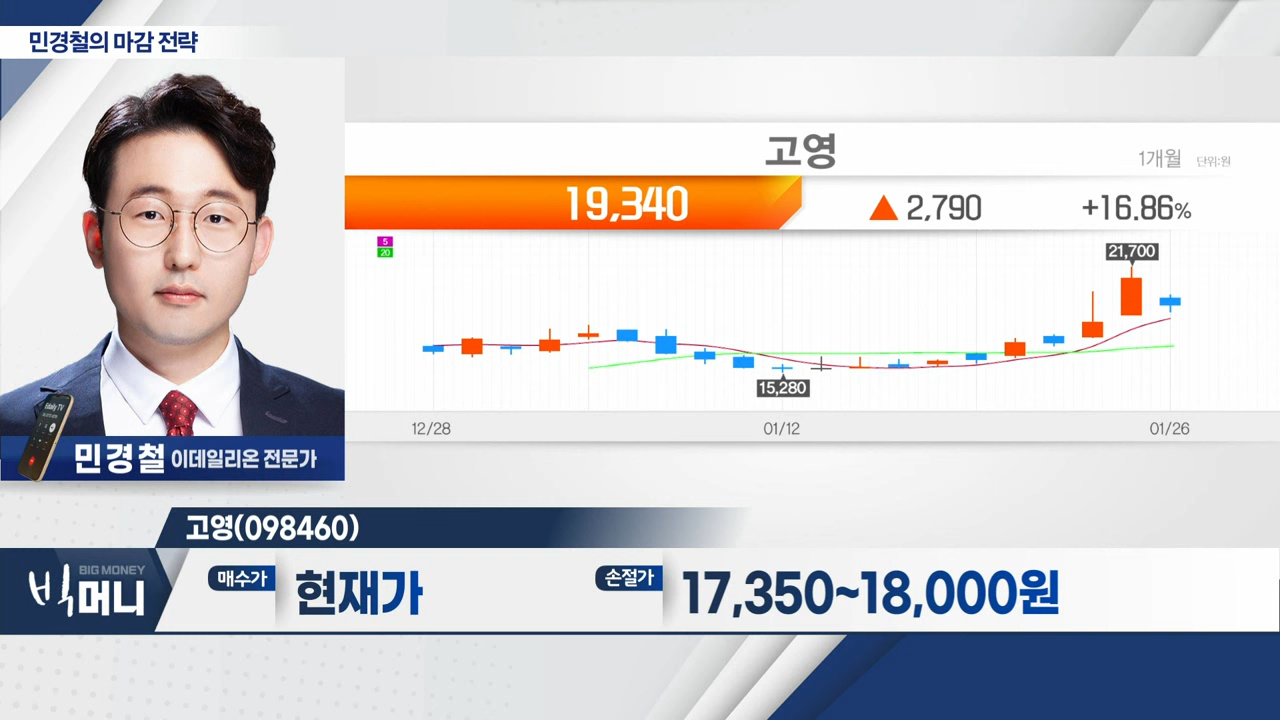 민경철의 마감 전략
고영
1개월 단위:원
19,340
▲ 2,790
+16.86%
5
20
21,700
15,280
12/28
01/12
01/26
Edaily TV
민경철 이데일리온 전문가
고영(098460)
BIG MONEY
빅머니
매수가
현재가
손절가
17,350~18,000원